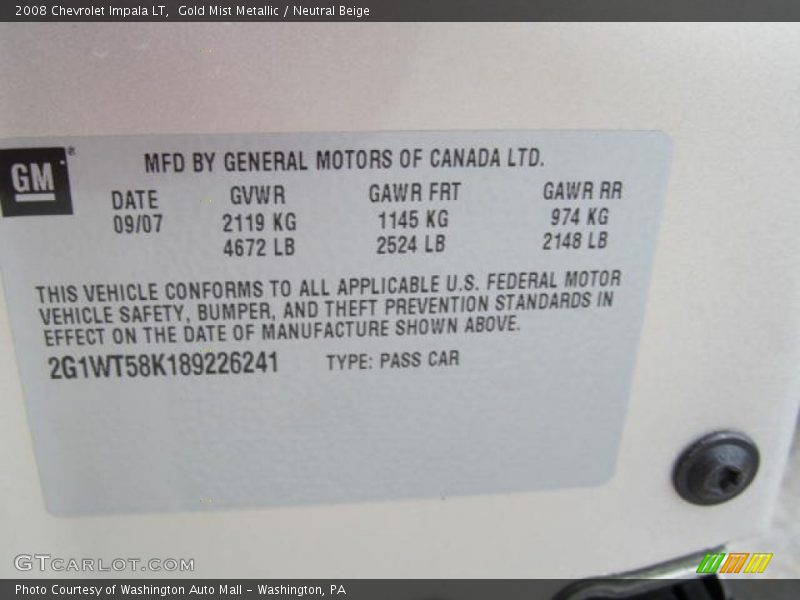 2008 Chevrolet Impala LT,  Gold Mist Metallic / Neutral Beige
GM ®
MFD BY GENERAL MOTORS OF CANADA LTD.
DATE GVWR GAWR FRT GAWR RR
09/07 2119 KG 1145 KG 974 KG
4672 LB 2524 LB 2148 LB
THIS VEHICLE CONFORMS TO ALL APPLICABLE U.S. FEDERAL MOTOR
VEHICLE SAFETY, BUMPER, AND THEFT PREVENTION STANDARDS IN
EFFECT ON THE DATE OF MANUFACTURE SHOWN ABOVE.
2G1WT58K189226241 TYPE: PASS CAR
GTCARLOT.COM
Photo Courtesy of Washington Auto Mall - Washington, PA